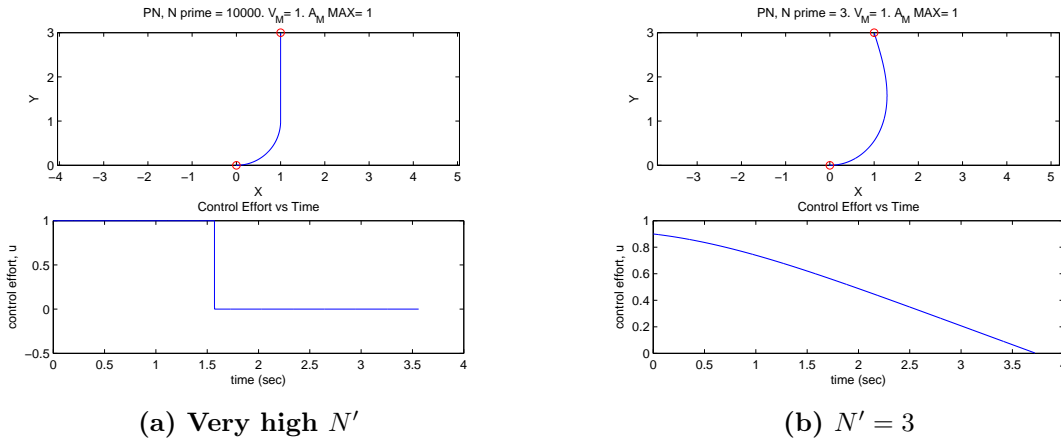 PN, N prime = 10000. V_M= 1. A_M MAX= 1
3
2
1
0
Y
−4 −3 −2 −1 0 1 2 3 4 5
X
Control Effort vs Time
1
0.5
0
−0.5
control effort, u
0 0.5 1 1.5 2 2.5 3 3.5 4
time (sec)
(a) Very high N′
PN, N prime = 3. V_M= 1. A_M MAX= 1
3
2
1
0
Y
−3 −2 −1 0 1 2 3 4 5
X
Control Effort vs Time
1
0.8
0.6
0.4
0.2
0
control effort, u
0 0.5 1 1.5 2 2.5 3 3.5 4
time (sec)
(b) N′ = 3